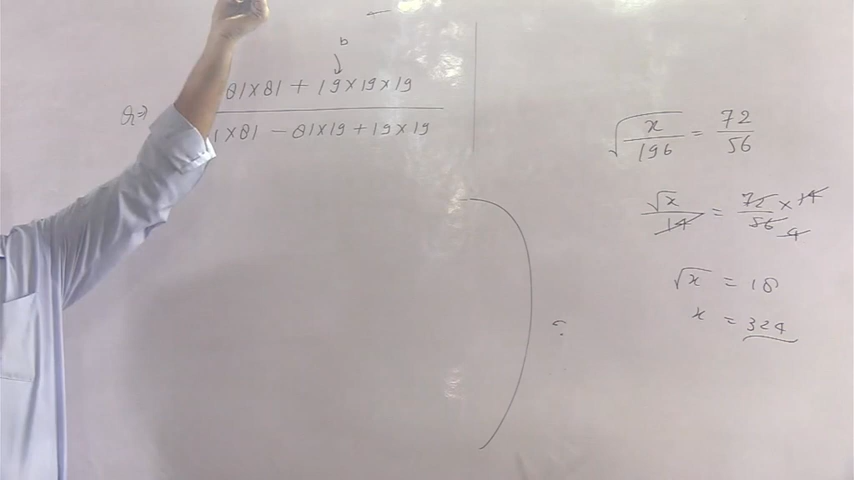 b
Q⇒ 81×81 + 19×19×19
1×81 − 81×19 + 19×19
√(x/196) = 72/56
√x/14 = 72/56 × 14
4
√x = 18
x = 324
?